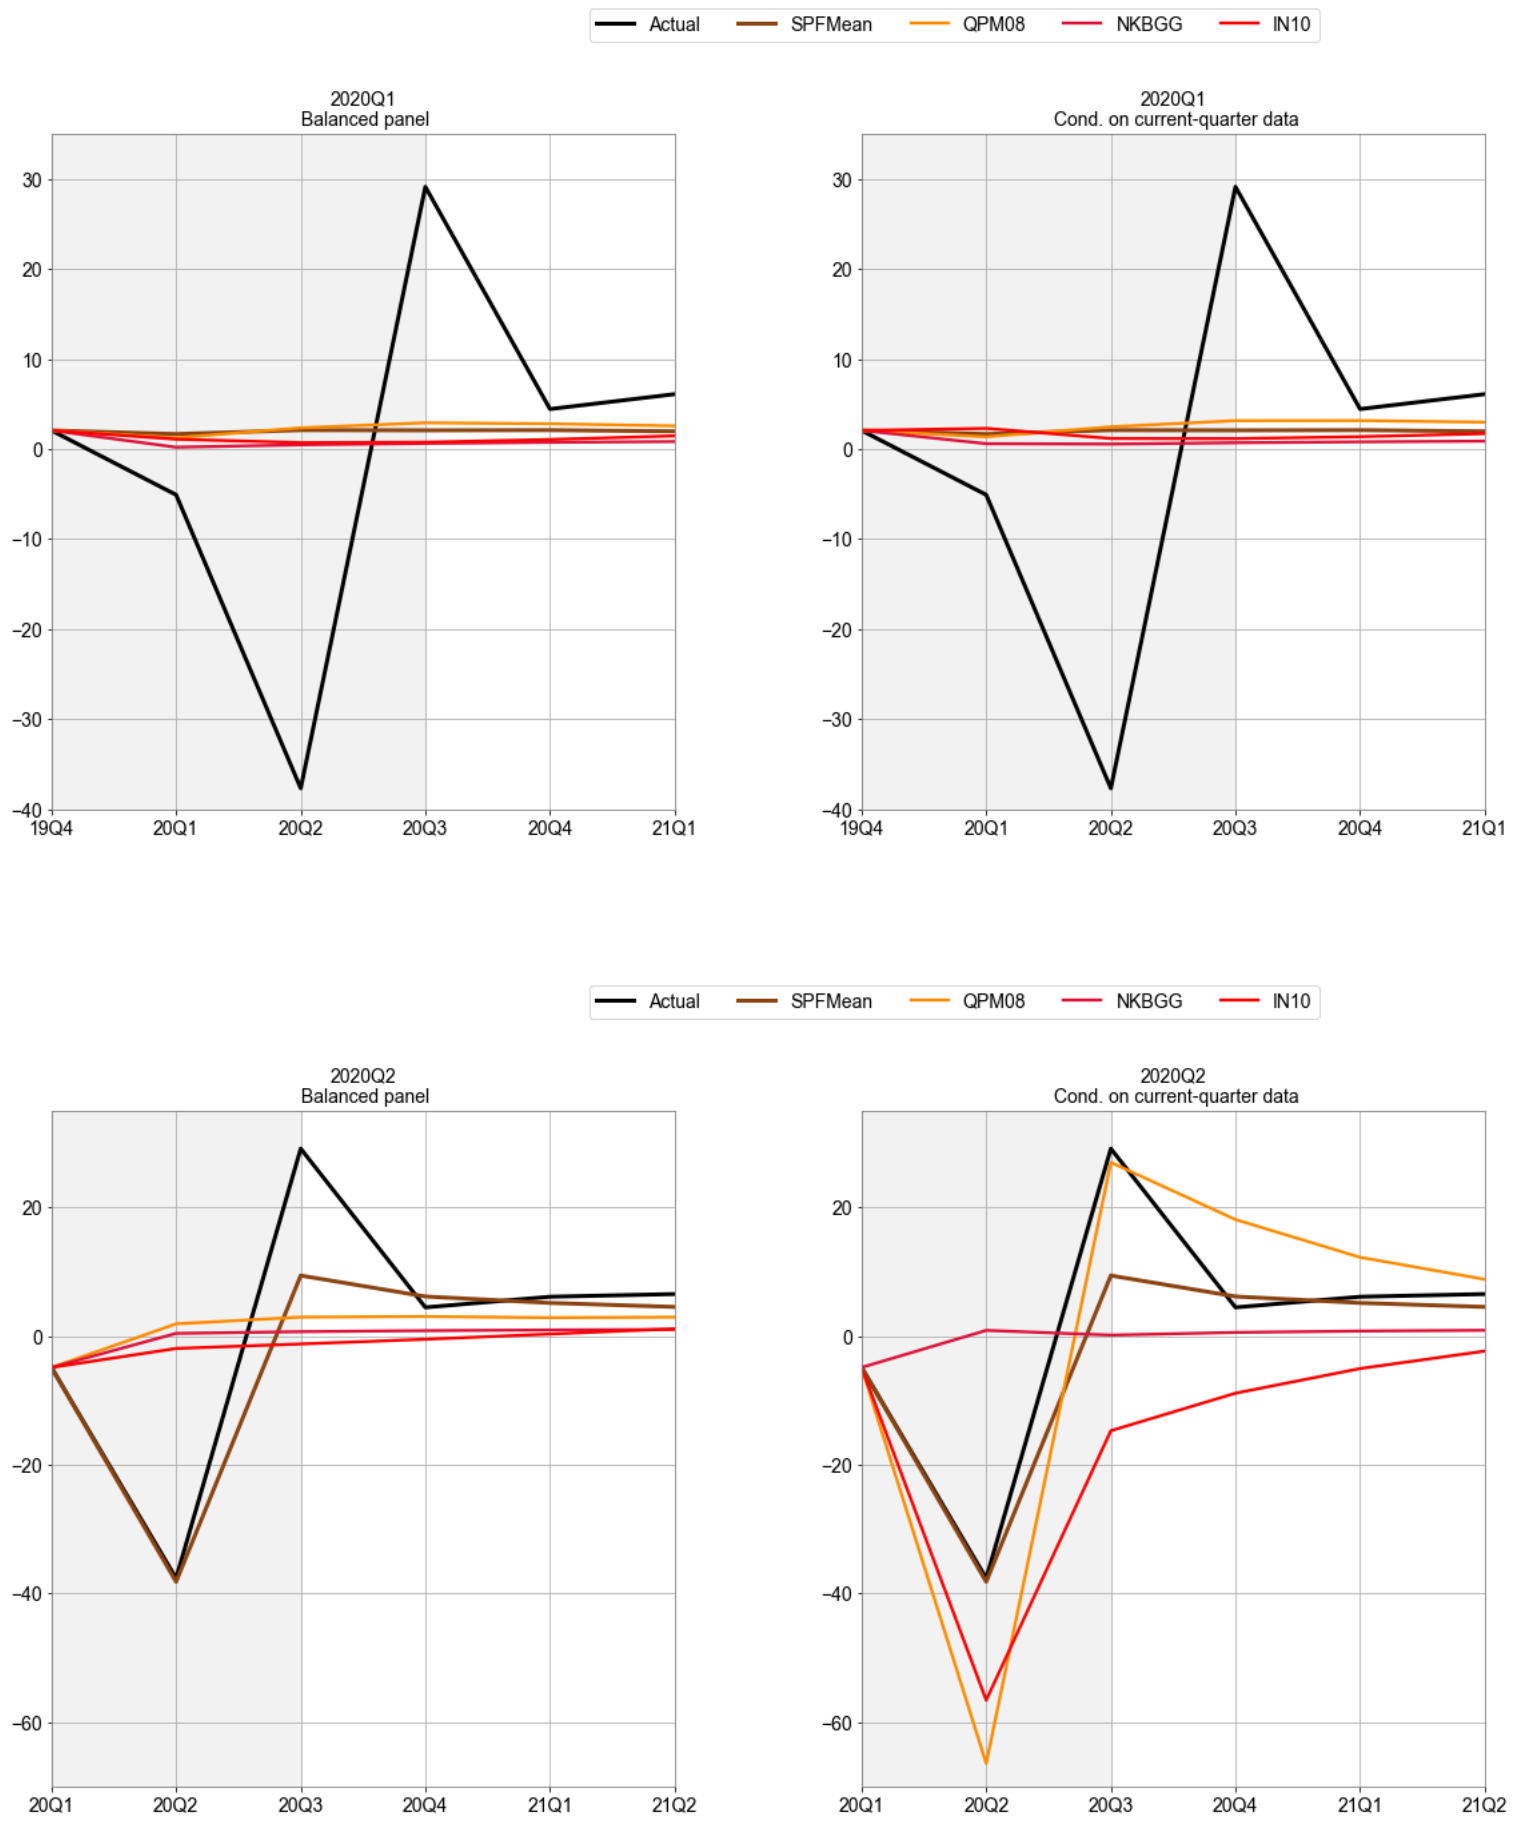 Actual SPFMean QPM08 NKBGG IN10
2020Q1
Balanced panel
30
20
10
0
−10
−20
−30
−40
19Q4 20Q1 20Q2 20Q3 20Q4 21Q1
2020Q1
Cond. on current-quarter data
30
20
10
0
−10
−20
−30
−40
19Q4 20Q1 20Q2 20Q3 20Q4 21Q1
Actual SPFMean QPM08 NKBGG IN10
2020Q2
Balanced panel
20
0
−20
−40
−60
20Q1 20Q2 20Q3 20Q4 21Q1 21Q2
2020Q2
Cond. on current-quarter data
20
0
−20
−40
−60
20Q1 20Q2 20Q3 20Q4 21Q1 21Q2